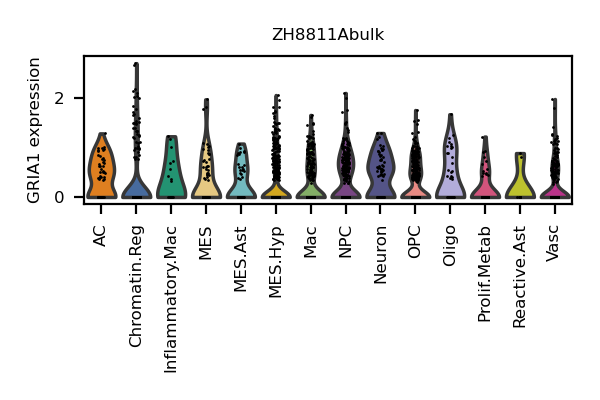 ZH8811Abulk
GRIA1 expression
2
0
AC
Chromatin.Reg
Inflammatory.Mac
MES
MES.Ast
MES.Hyp
Mac
NPC
Neuron
OPC
Oligo
Prolif.Metab
Reactive.Ast
Vasc